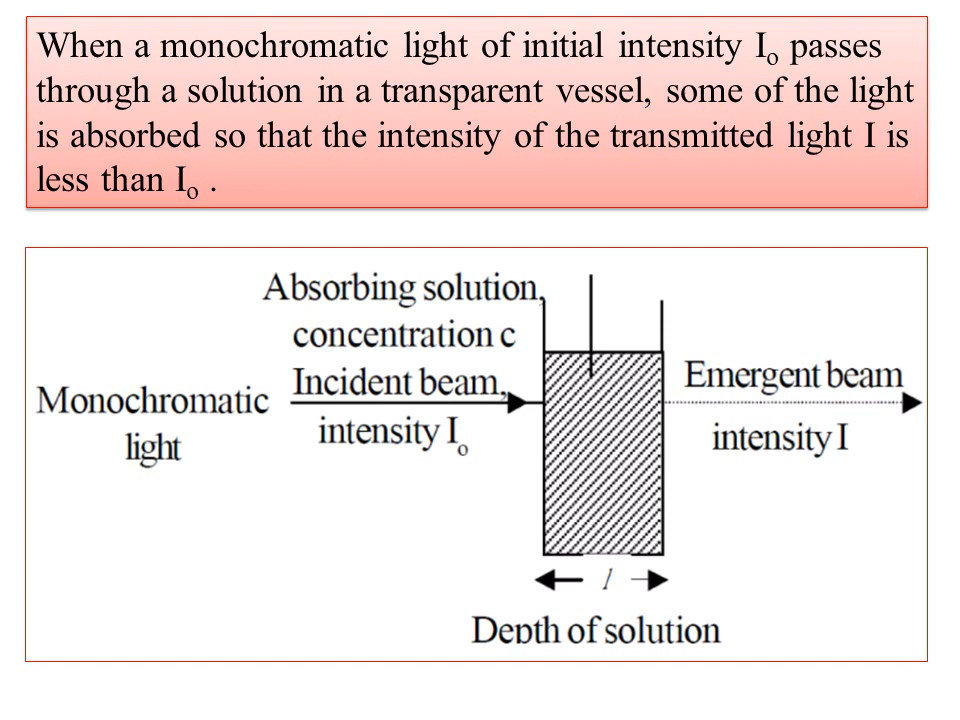 When a monochromatic light of initial intensity Io passes
through a solution in a transparent vessel, some of the light
is absorbed so that the intensity of the transmitted light I is
less than Io .
Absorbing solution,
concentration c
Monochromatic
light
Incident beam,
intensity Io
Emergent beam
intensity I
l
Depth of solution